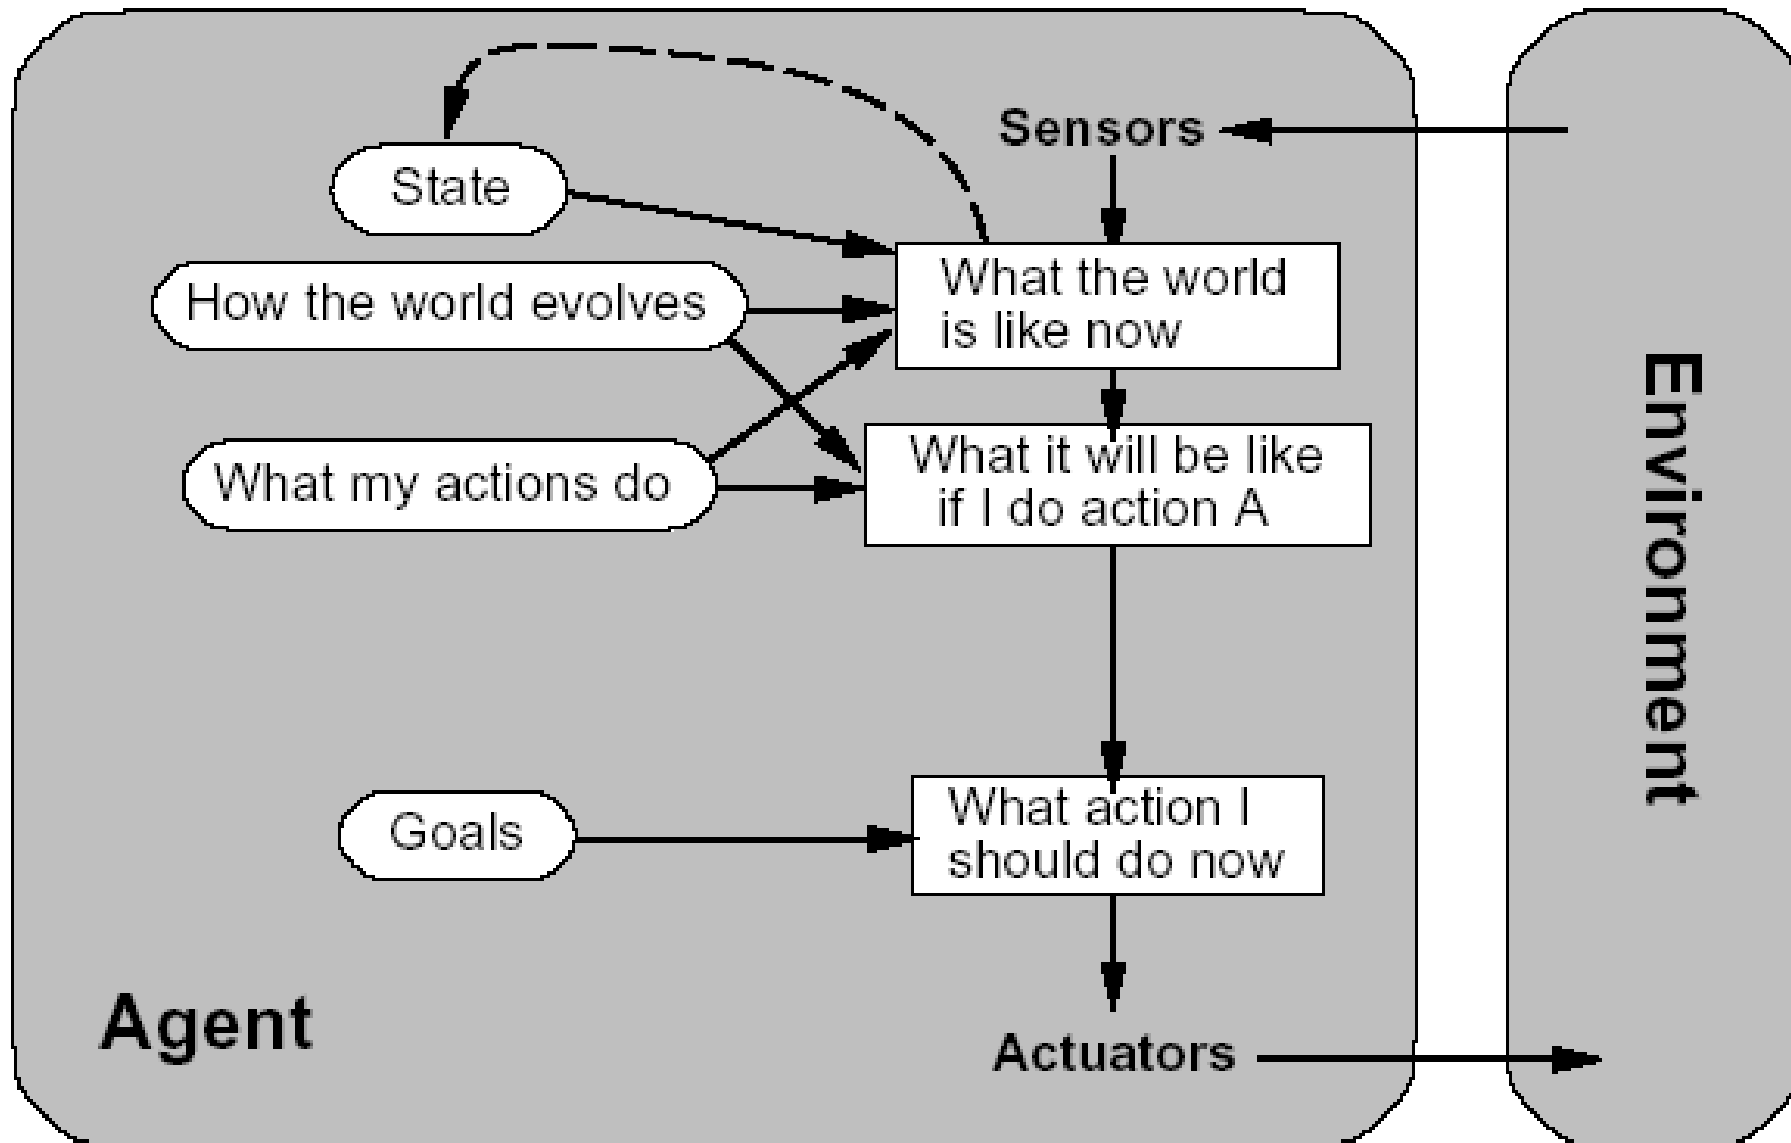 Sensors
State
What the world
is like now
How the world evolves
What my actions do
What it will be like
if I do action A
Goals
What action I
should do now
Agent
Actuators
Environment